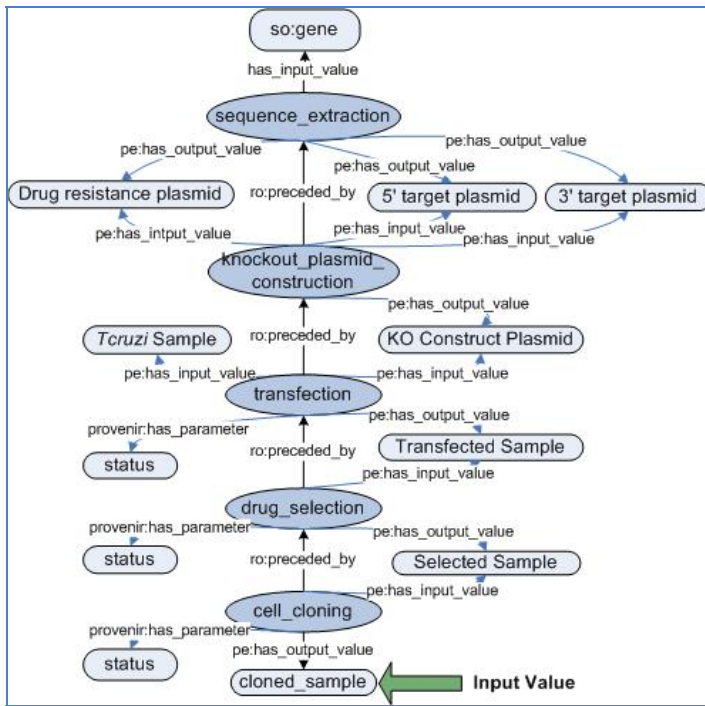 so:gene
has_input_value
sequence_extraction
pe:has_output_value
pe:has_output_value
pe:has_output_value
Drug resistance plasmid
ro:preceded_by
5' target plasmid
3' target plasmid
pe:has_intput_value
pe:has_input_value
pe:has_input_value
knockout_plasmid_
construction
pe:has_output_value
Tcruzi Sample
ro:preceded_by
KO Construct Plasmid
pe:has_input_value
pe:has_input_value
transfection
provenir:has_parameter
pe:has_output_value
status
ro:preceded_by
Transfected Sample
pe:has_input_value
drug_selection
provenir:has_parameter
pe:has_output_value
status
ro:preceded_by
Selected Sample
pe:has_input_value
cell_cloning
provenir:has_parameter
pe:has_output_value
status
cloned_sample
Input Value